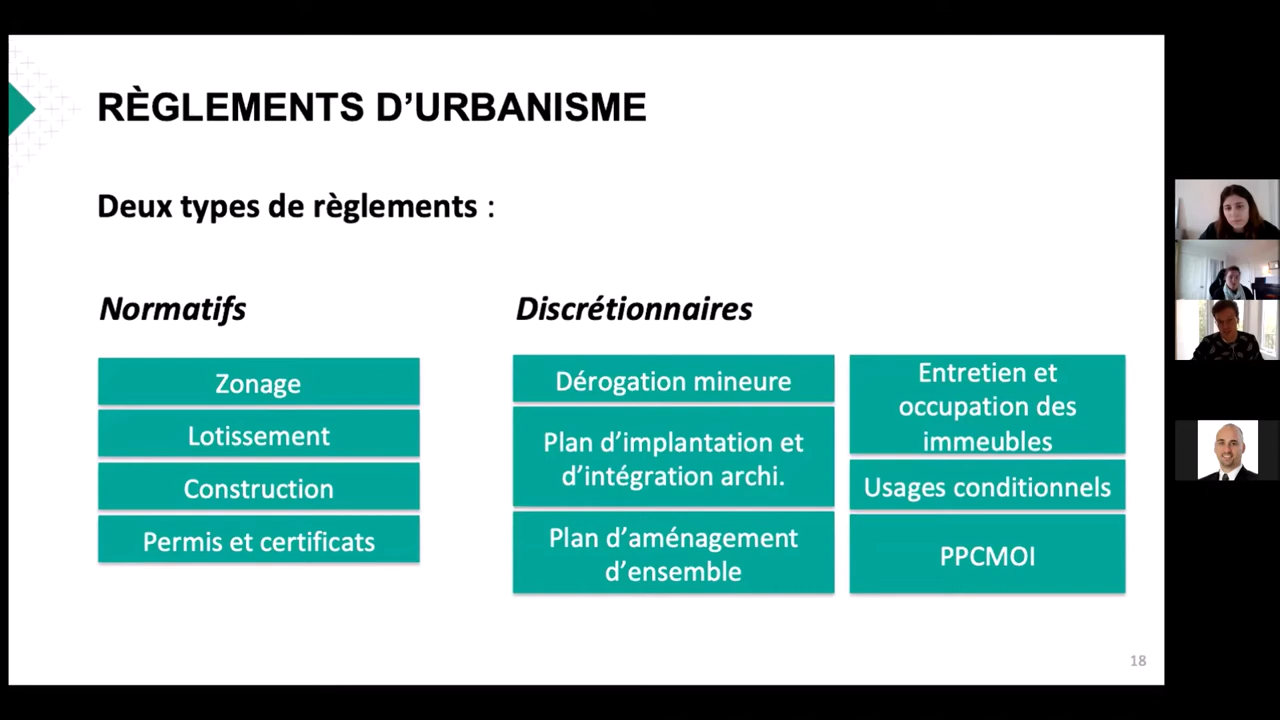 RÈGLEMENTS D’URBANISME
Deux types de règlements :
Normatifs
Zonage
Lotissement
Construction
Permis et certificats
Discrétionnaires
Dérogation mineure
Plan d’implantation et
d’intégration archi.
Plan d’aménagement
d’ensemble
Entretien et
occupation des
immeubles
Usages conditionnels
PPCMOI
18